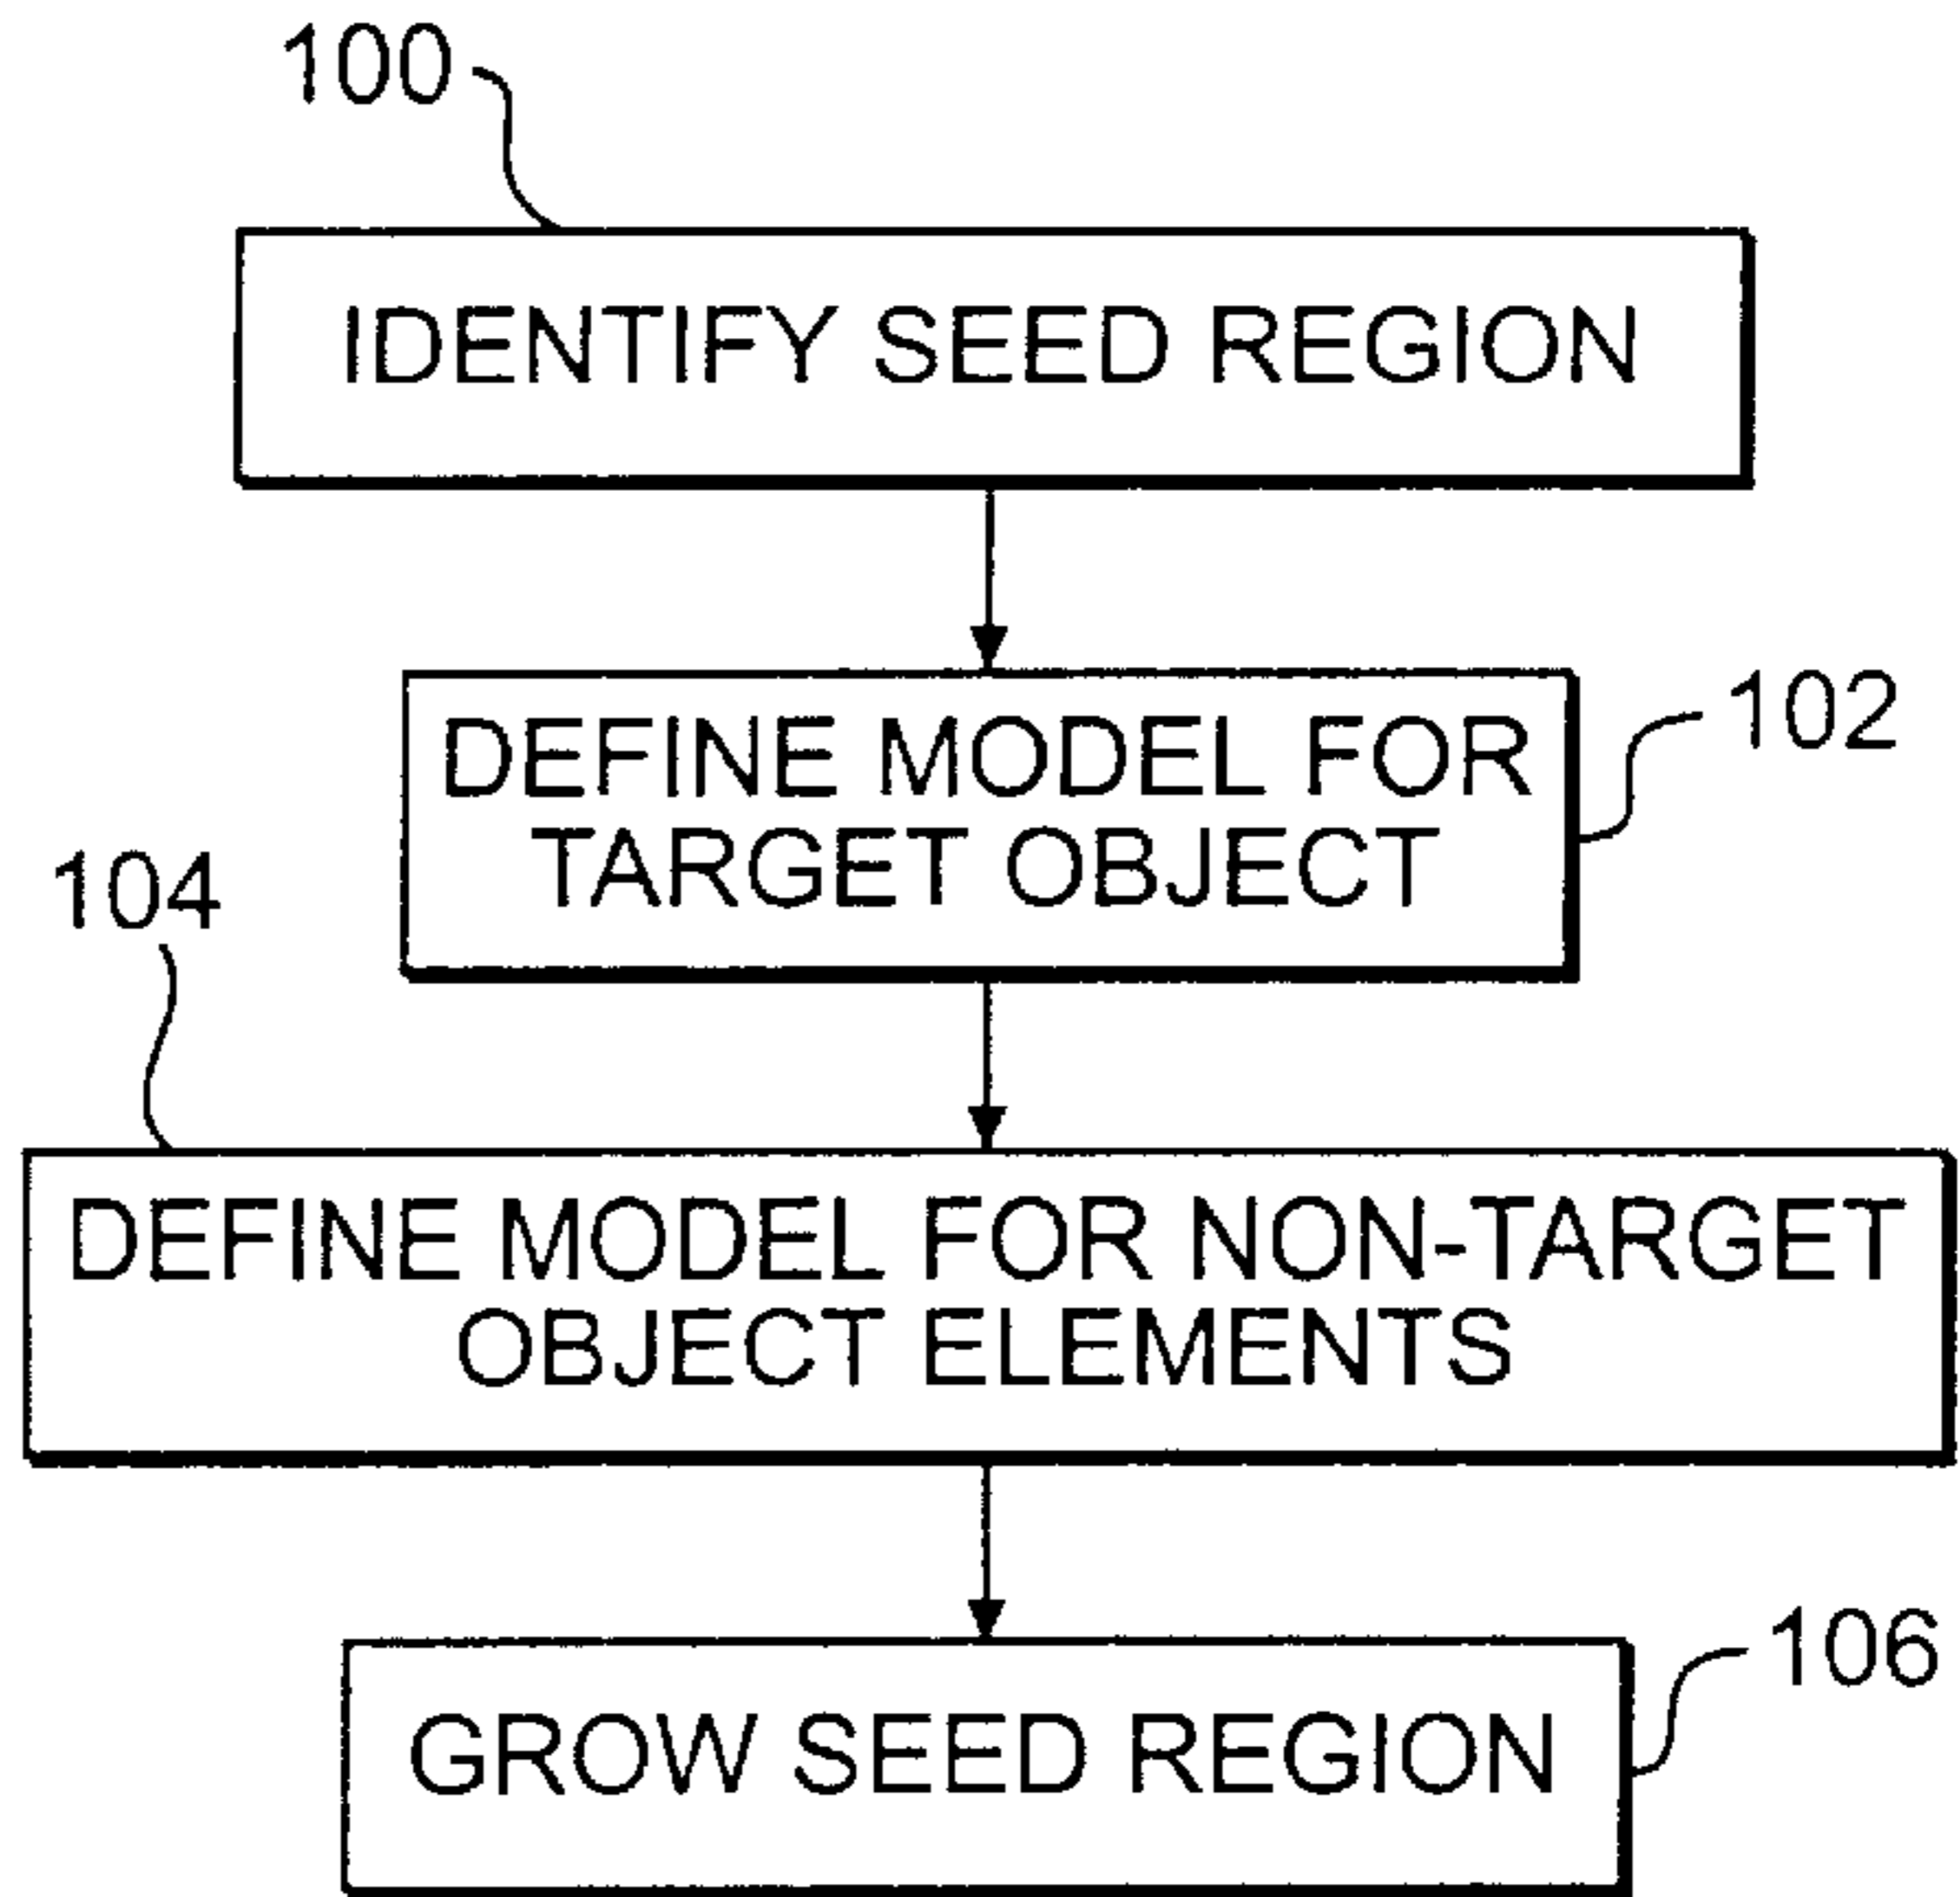 100
IDENTIFY SEED REGION
DEFINE MODEL FOR
TARGET OBJECT
102
104
DEFINE MODEL FOR NON-TARGET
OBJECT ELEMENTS
GROW SEED REGION
106